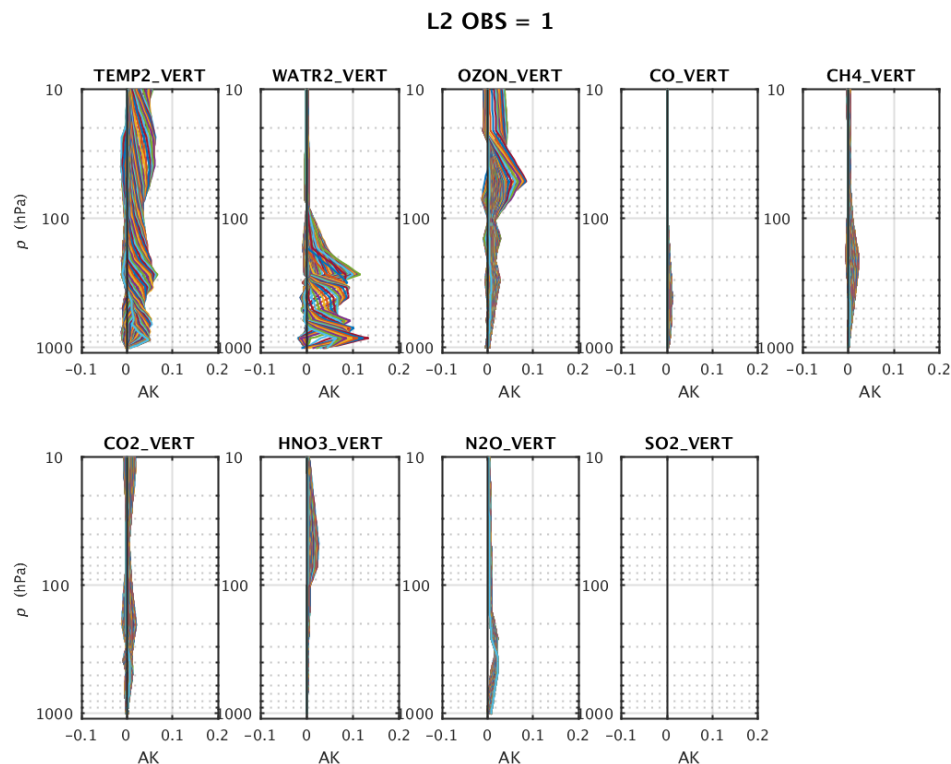 L2 OBS = 1
TEMP2_VERT WATR2_VERT OZON_VERT CO_VERT CH4_VERT
10 10 10 10 10
100 100 100 100 100
1000 1000 1000 1000 1000
p (hPa)
−0.1 0 0.1 0.2 −0.1 0 0.1 0.2 −0.1 0 0.1 0.2 −0.1 0 0.1 0.2 −0.1 0 0.1 0.2
AK AK AK AK AK
CO2_VERT HNO3_VERT N2O_VERT SO2_VERT
10 10 10 10
100 100 100 100
1000 1000 1000 1000
p (hPa)
−0.1 0 0.1 0.2 −0.1 0 0.1 0.2 −0.1 0 0.1 0.2 −0.1 0 0.1 0.2
AK AK AK AK